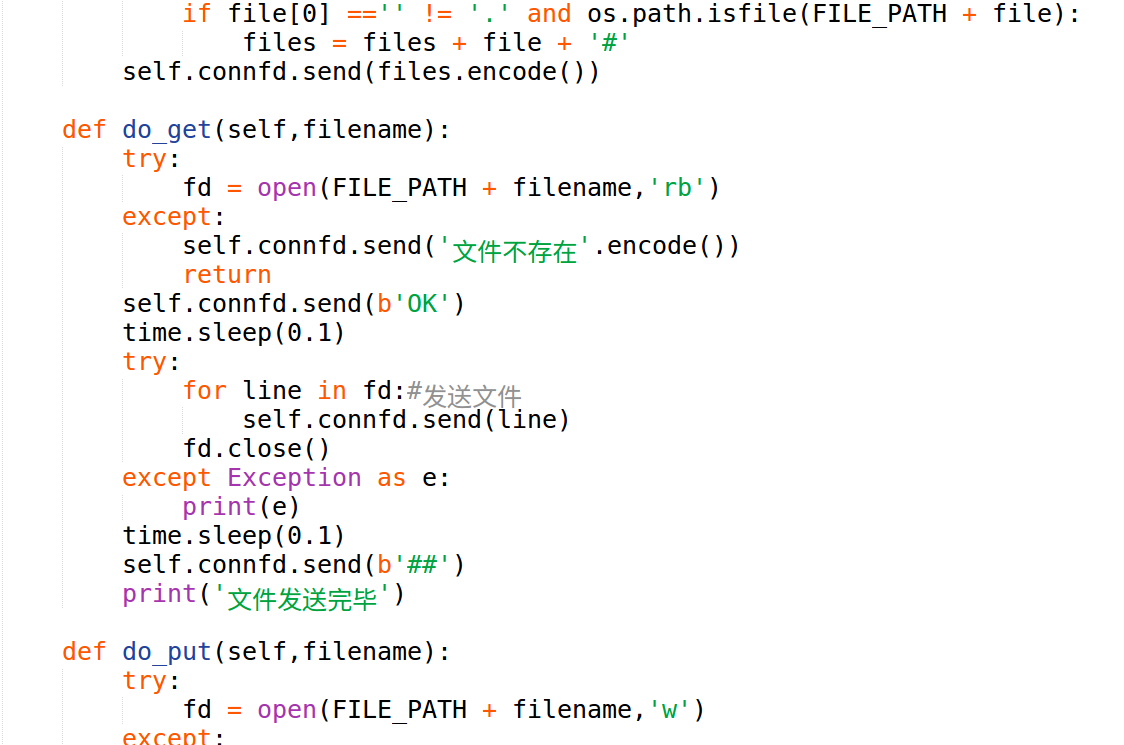 if file[0] =='' != '.' and os.path.isfile(FILE_PATH + file):
files = files + file + '#'
self.connfd.send(files.encode())
def do_get(self,filename):
try:
fd = open(FILE_PATH + filename,'rb')
except:
self.connfd.send('文件不存在'.encode())
return
self.connfd.send(b'OK')
time.sleep(0.1)
try:
for line in fd:#发送文件
self.connfd.send(line)
fd.close()
except Exception as e:
print(e)
time.sleep(0.1)
self.connfd.send(b'##')
print('文件发送完毕')
def do_put(self,filename):
try:
fd = open(FILE_PATH + filename,'w')
except: